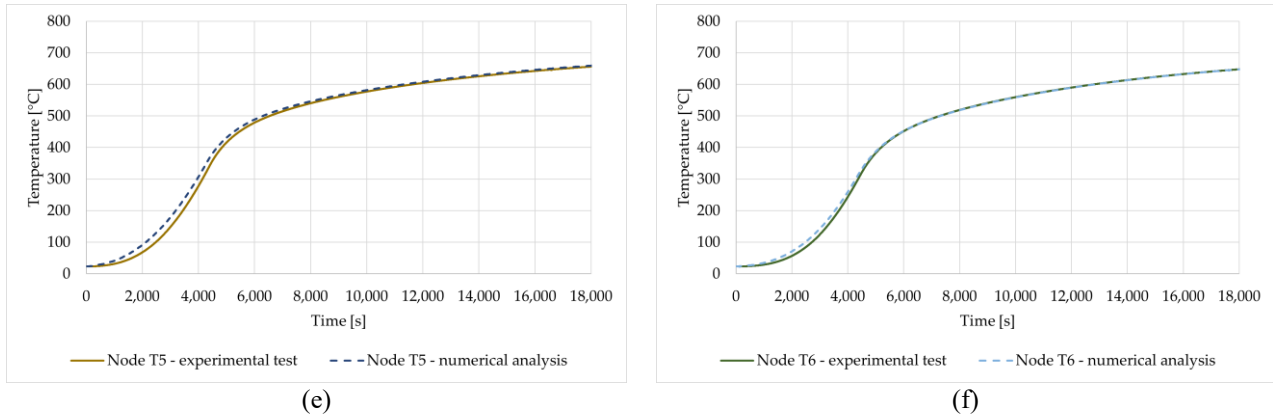 800
700
600
500
400
300
200
100
0
Temperature [°C]
0 2,000 4,000 6,000 8,000 10,000 12,000 14,000 16,000 18,000
Time [s]
Node T5 - experimental test Node T5 - numerical analysis
(e)
800
700
600
500
400
300
200
100
0
Temperature [°C]
0 2,000 4,000 6,000 8,000 10,000 12,000 14,000 16,000 18,000
Time [s]
Node T6 - experimental test Node T6 - numerical analysis
(f)